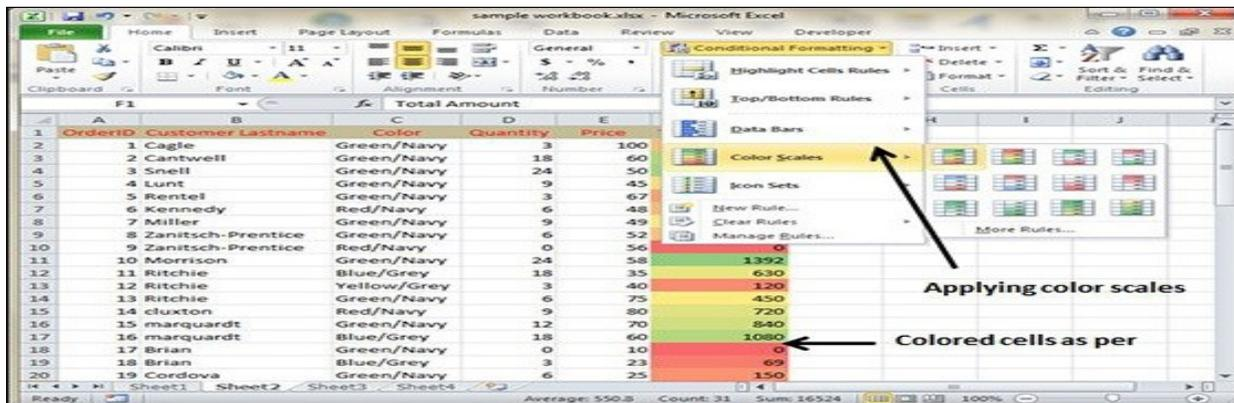 sample workbook.xlsx - Microsoft Excel
File Home Insert Page Layout Formulas Data Review View Developer
Calibri 11 General Conditional Formatting Insert Σ
Paste B I U A A A $ % , Delete Sort & Find &
Format Filter Select
Clipboard Font Alignment Number Cells Editing
F1 fx Total Amount
A B C D E H I J
1 OrderID Customer Lastname Color Quantity Price
2 1 Cagle Green/Navy 3 100
3 2 Cantwell Green/Navy 18 60
4 3 Snell Green/Navy 24 50
5 4 Lunt Green/Navy 9 45
6 5 Rentel Green/Navy 3 67
7 6 Kennedy Red/Navy 6 48
8 7 Miller Green/Navy 9 49
9 8 Zanitsch-Prentice Green/Navy 6 52
10 9 Zanitsch-Prentice Red/Navy 0 56 0
11 10 Morrison Green/Navy 24 58 1392
12 11 Ritchie Blue/Grey 18 35 630
13 12 Ritchie Yellow/Grey 3 40 120
14 13 Ritchie Green/Navy 6 75 450
15 14 cluxton Red/Navy 9 80 720
16 15 marquardt Green/Navy 12 70 840
17 16 marquardt Blue/Grey 18 60 1080
18 17 Brian Green/Navy 0 10 0
19 18 Brian Blue/Grey 3 23 69
20 19 Cordova Green/Navy 6 25 150
Highlight Cells Rules
Top/Bottom Rules
Data Bars
Color Scales
Icon Sets
New Rule...
Clear Rules
Manage Rules...
More Rules...
Applying color scales
Colored cells as per
Sheet1 Sheet2 Sheet3 Sheet4
Ready Average: 550.8 Count: 31 Sum: 16524 100%